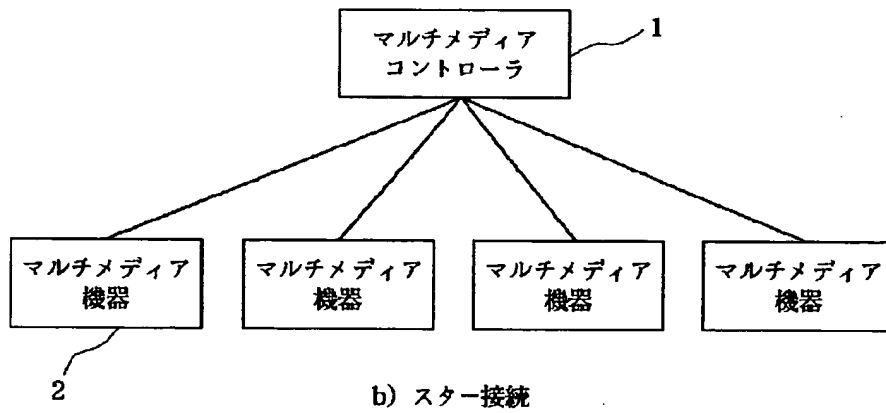 マルチメディア
コントローラ
1
マルチメディア
機器
マルチメディア
機器
マルチメディア
機器
マルチメディア
機器
2
b) スター接続